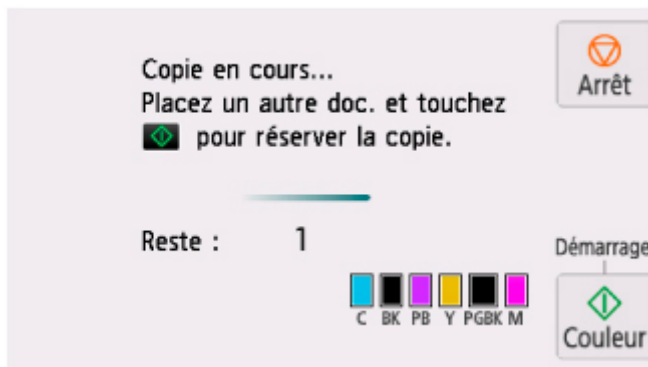 Copie en cours...
Placez un autre doc. et touchez
pour réserver la copie.
Arrêt
Reste : 1
C BK PB Y PGBK M
Démarrage
Couleur